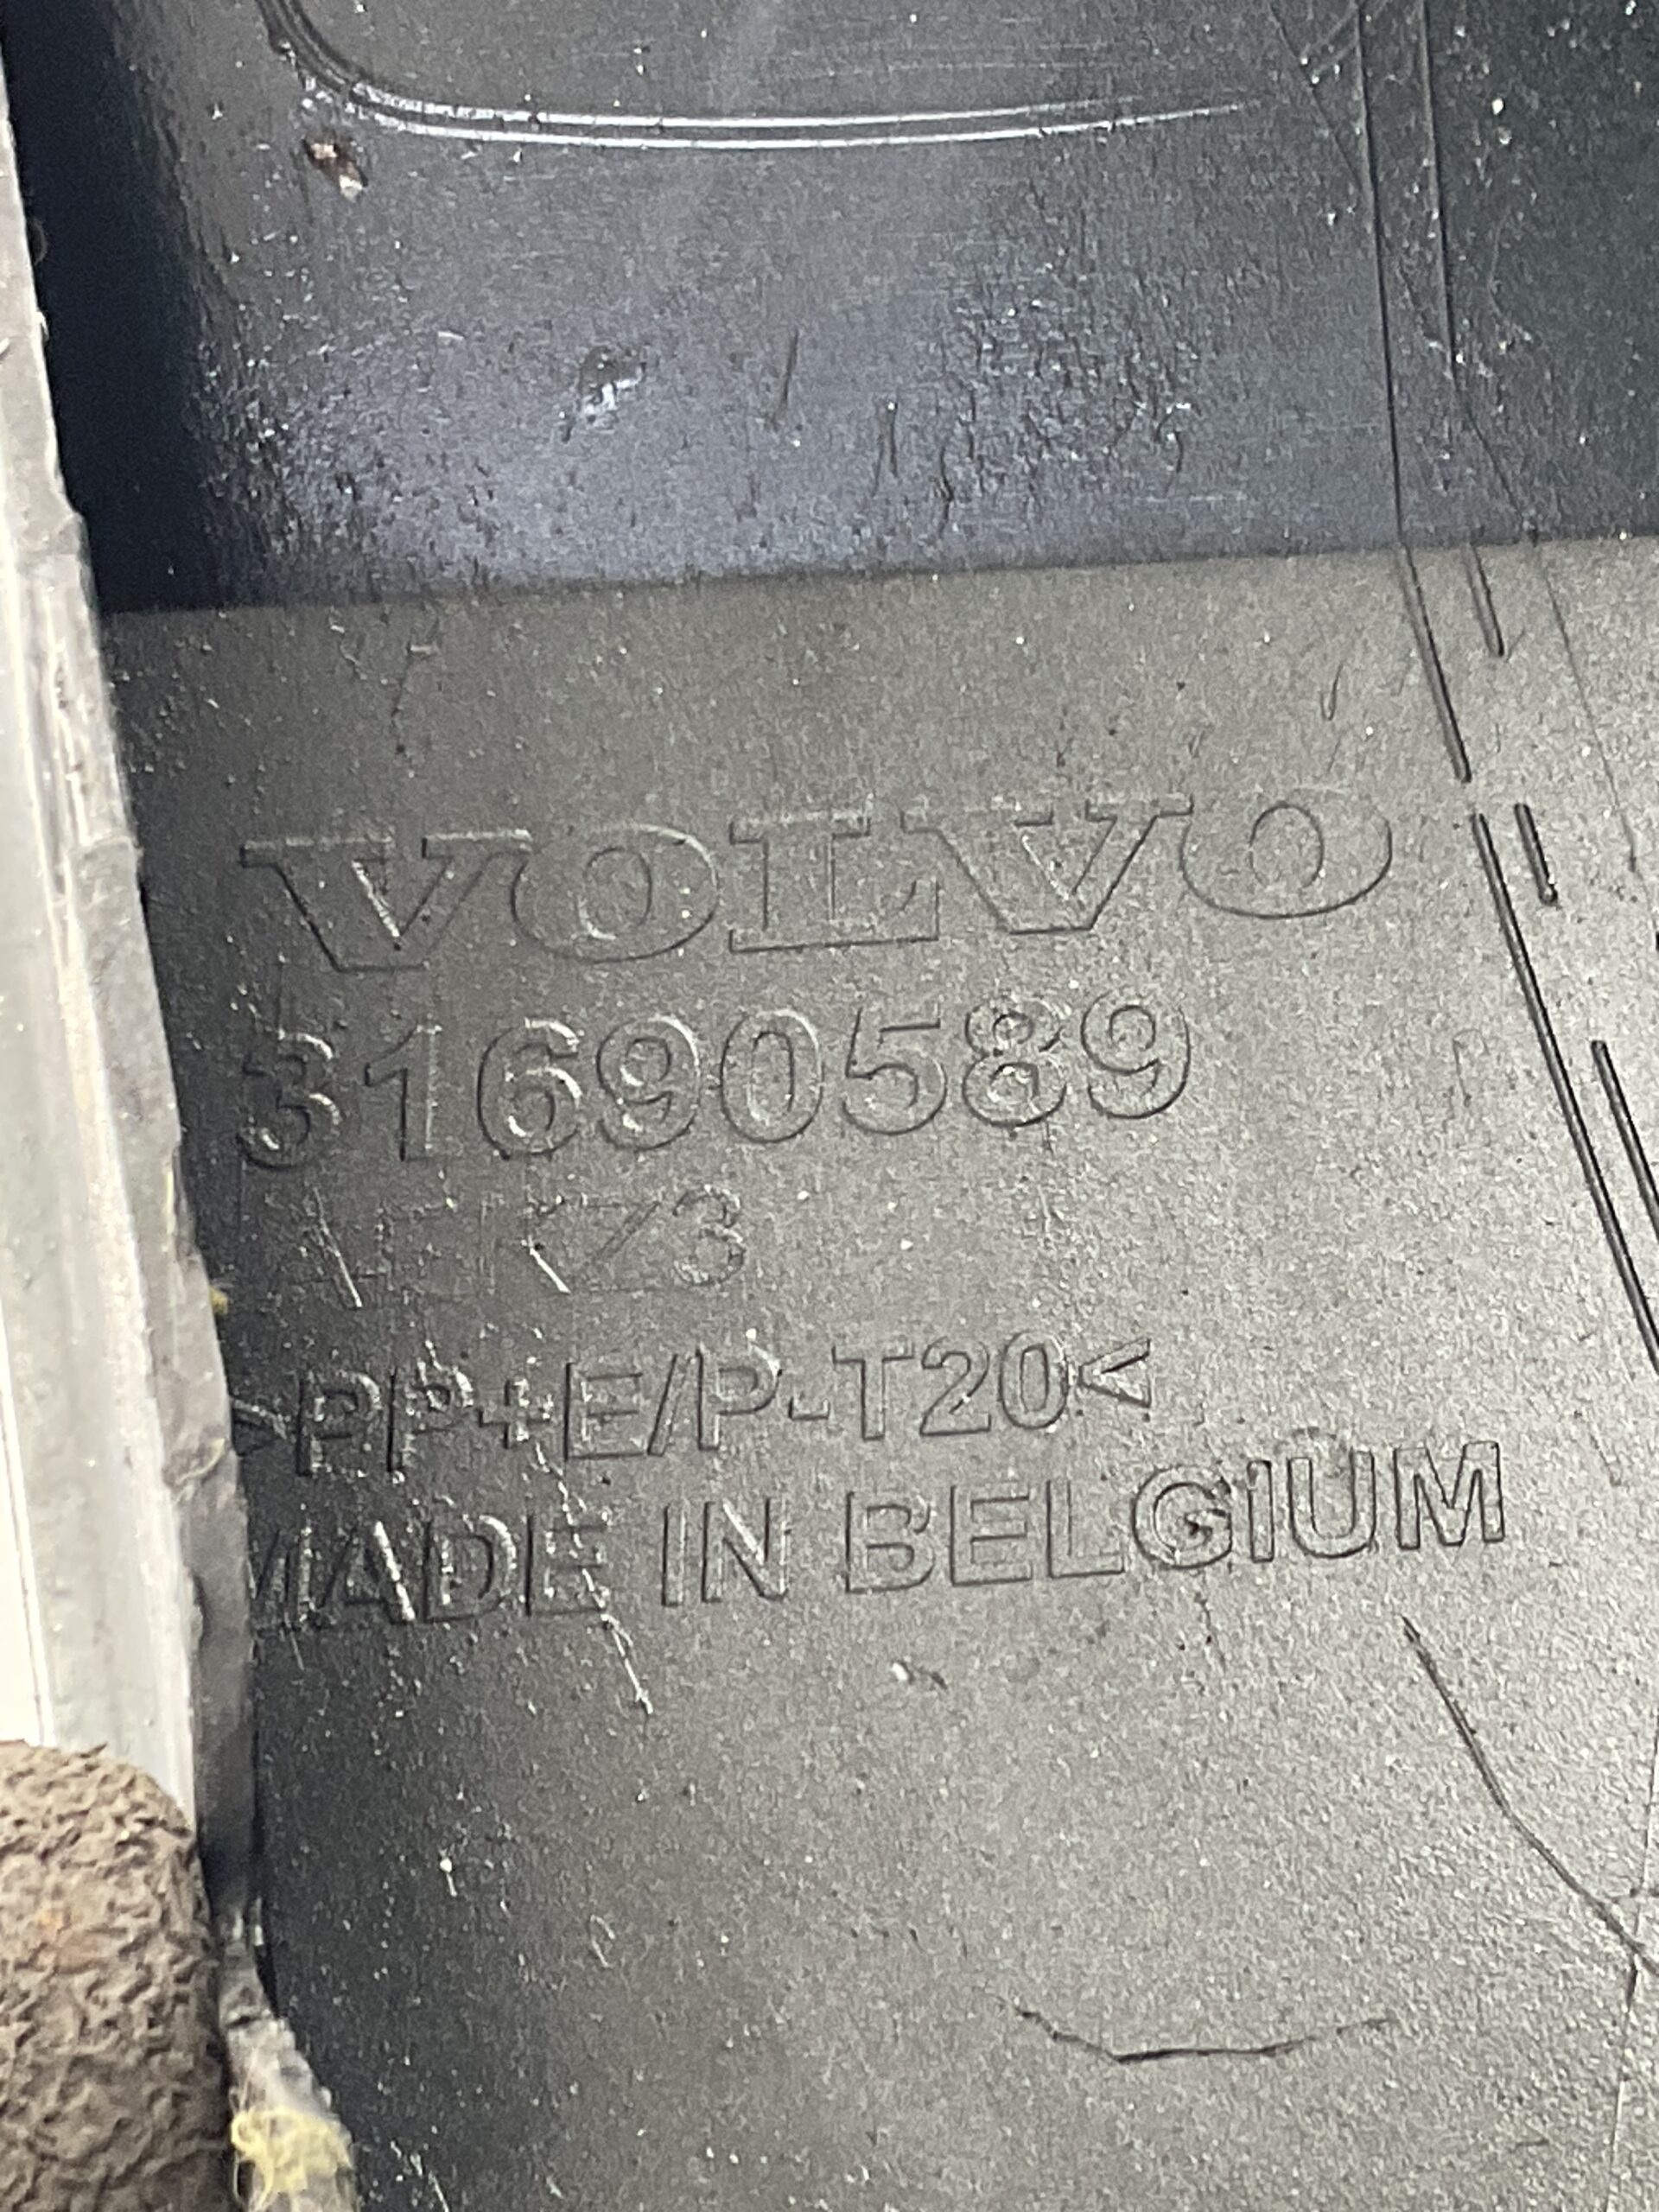 VOLVO
31690589
>PP+E/P-T20<
MADE IN BELGIUM